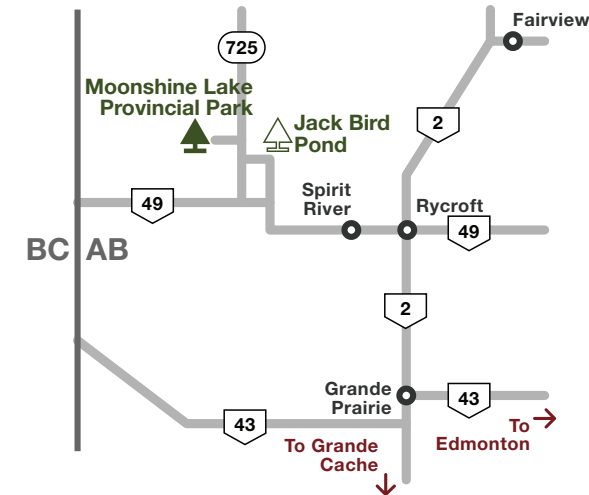 Fairview
725
Moonshine Lake
Provincial Park
2
Jack Bird
Pond
Spirit
River
49
Rycroft
49
BC AB
2
Grande
Prairie
43
43
To
Edmonton
To Grande
Cache